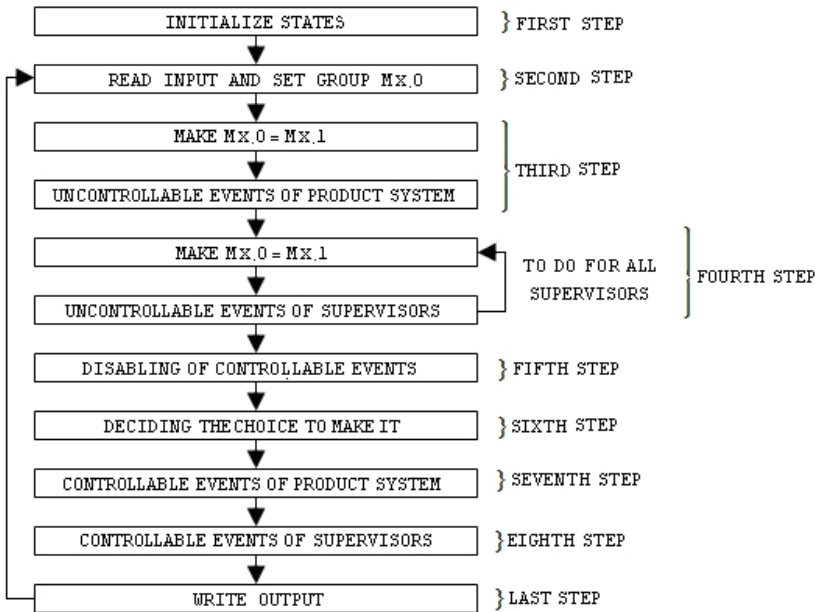 INITIALIZE STATES
} FIRST STEP
READ INPUT AND SET GROUP MX.0
} SECOND STEP
MAKE MX.0 = MX.1
} THIRD STEP
UNCONTROLLABLE EVENTS OF PRODUCT SYSTEM
MAKE MX.0 = MX.1
TO DO FOR ALL
SUPERVISORS
} FOURTH STEP
UNCONTROLLABLE EVENTS OF SUPERVISORS
DISABLING OF CONTROLLABLE EVENTS
} FIFTH STEP
DECIDING THE CHOICE TO MAKE IT
} SIXTH STEP
CONTROLLABLE EVENTS OF PRODUCT SYSTEM
} SEVENTH STEP
CONTROLLABLE EVENTS OF SUPERVISORS
} EIGHTH STEP
WRITE OUTPUT
} LAST STEP